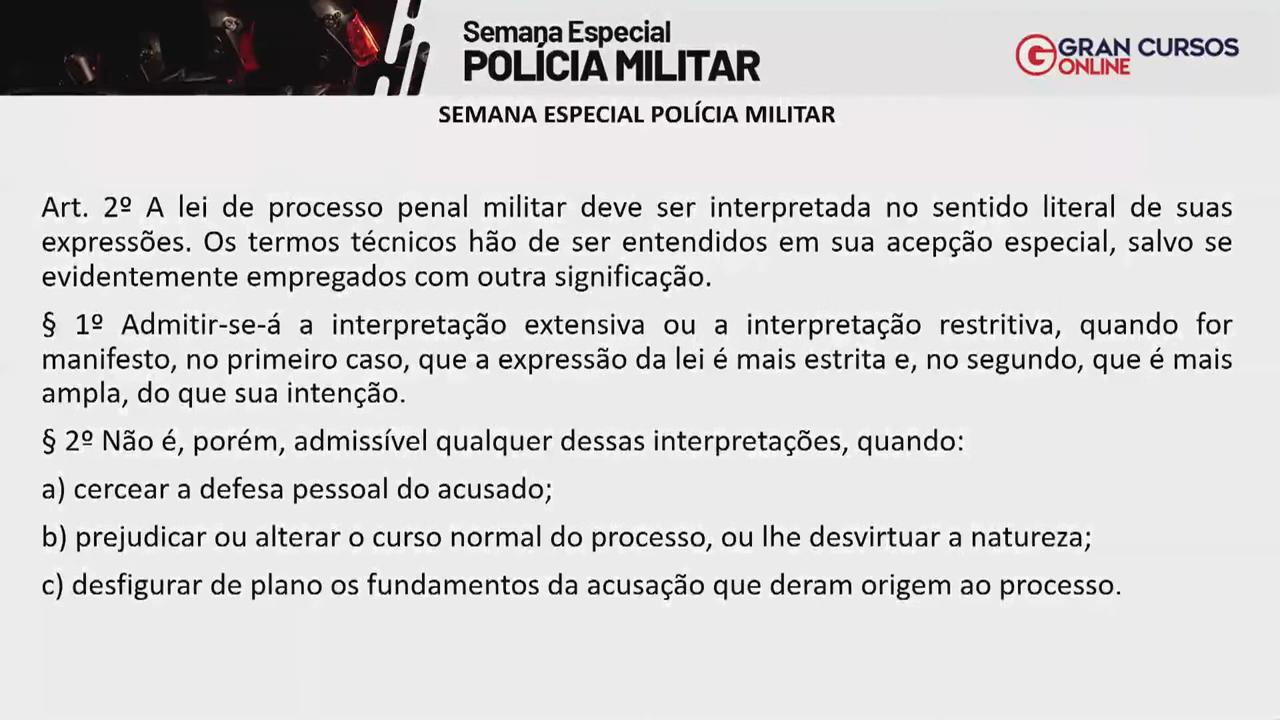 Semana Especial
POLÍCIA MILITAR
GRAN CURSOS
ONLINE
SEMANA ESPECIAL POLÍCIA MILITAR
Art. 2º A lei de processo penal militar deve ser interpretada no sentido literal de suas
expressões. Os termos técnicos hão de ser entendidos em sua acepção especial, salvo se
evidentemente empregados com outra significação.
§ 1º Admitir-se-á a interpretação extensiva ou a interpretação restritiva, quando for
manifesto, no primeiro caso, que a expressão da lei é mais estrita e, no segundo, que é mais
ampla, do que sua intenção.
§ 2º Não é, porém, admissível qualquer dessas interpretações, quando:
a) cercear a defesa pessoal do acusado;
b) prejudicar ou alterar o curso normal do processo, ou lhe desvirtuar a natureza;
c) desfigurar de plano os fundamentos da acusação que deram origem ao processo.